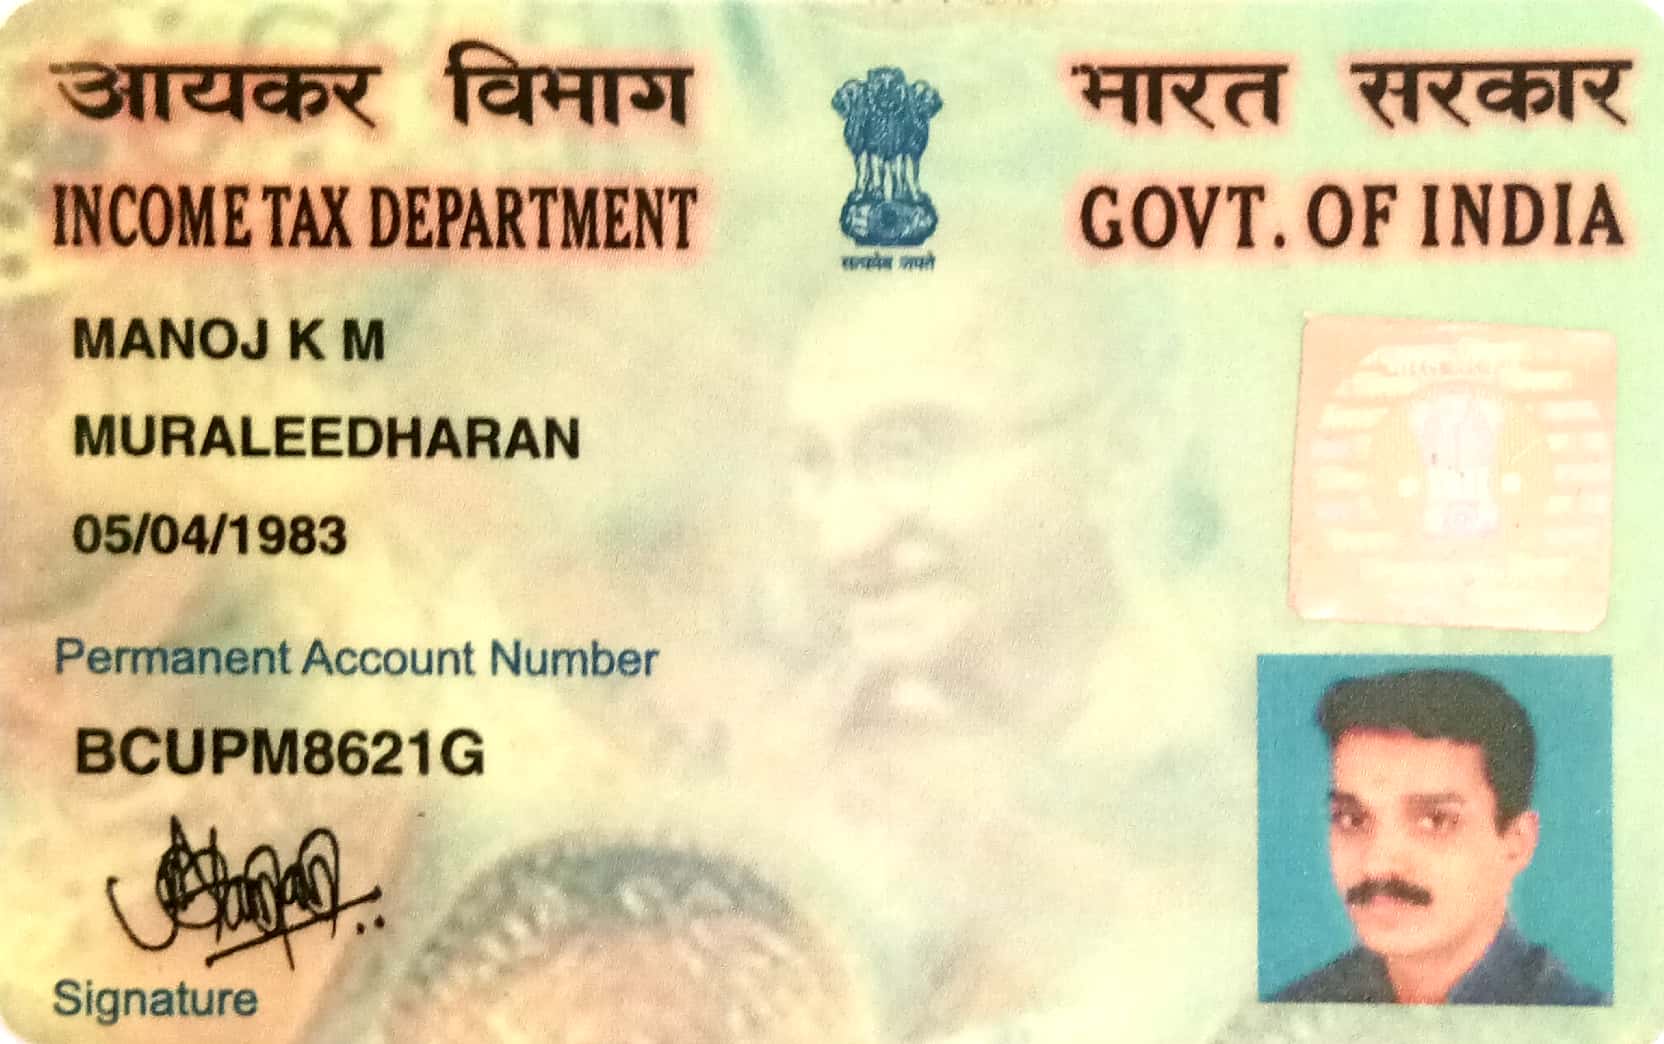 आयकर विभाग
INCOME TAX DEPARTMENT
सत्यमेव जयते
भारत सरकार
GOVT. OF INDIA
MANOJ K M
MURALEEDHARAN
05/04/1983
Permanent Account Number
BCUPM8621G
Signature